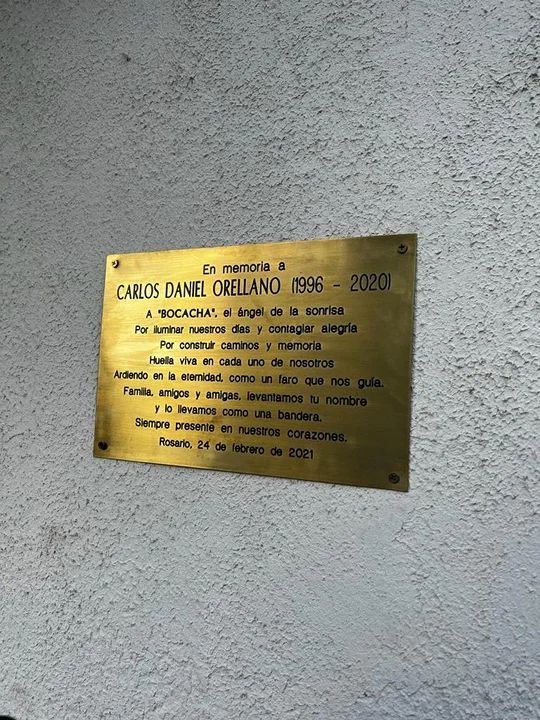 En memoria a
CARLOS DANIEL ORELLANO (1996 - 2020)
A "BOCACHA", el ángel de la sonrisa
Por iluminar nuestros días y contagiar alegría
Por construir caminos y memoria
Huella viva en cada uno de nosotros
Ardiendo en la eternidad, como un faro que nos guía.
Familia, amigos y amigas, levantamos tu nombre
y lo llevamos como una bandera.
Siempre presente en nuestros corazones.
Rosario, 24 de febrero de 2021